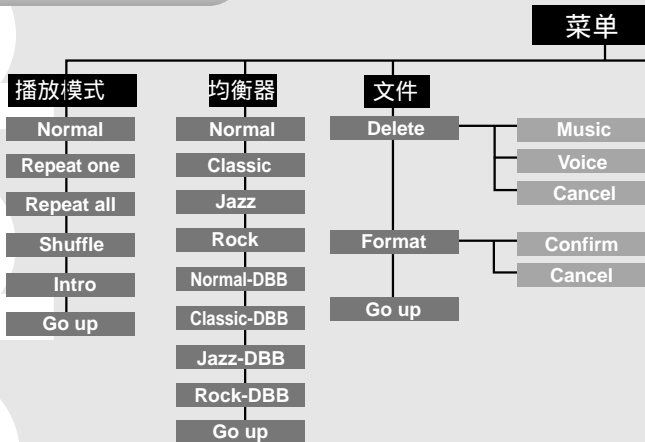 菜单
播放模式
Normal
Repeat one
Repeat all
Shuffle
Intro
Go up
均衡器
Normal
Classic
Jazz
Rock
Normal-DBB
Classic-DBB
Jazz-DBB
Rock-DBB
Go up
文件
Delete
Music
Voice
Cancel
Format
Confirm
Cancel
Go up